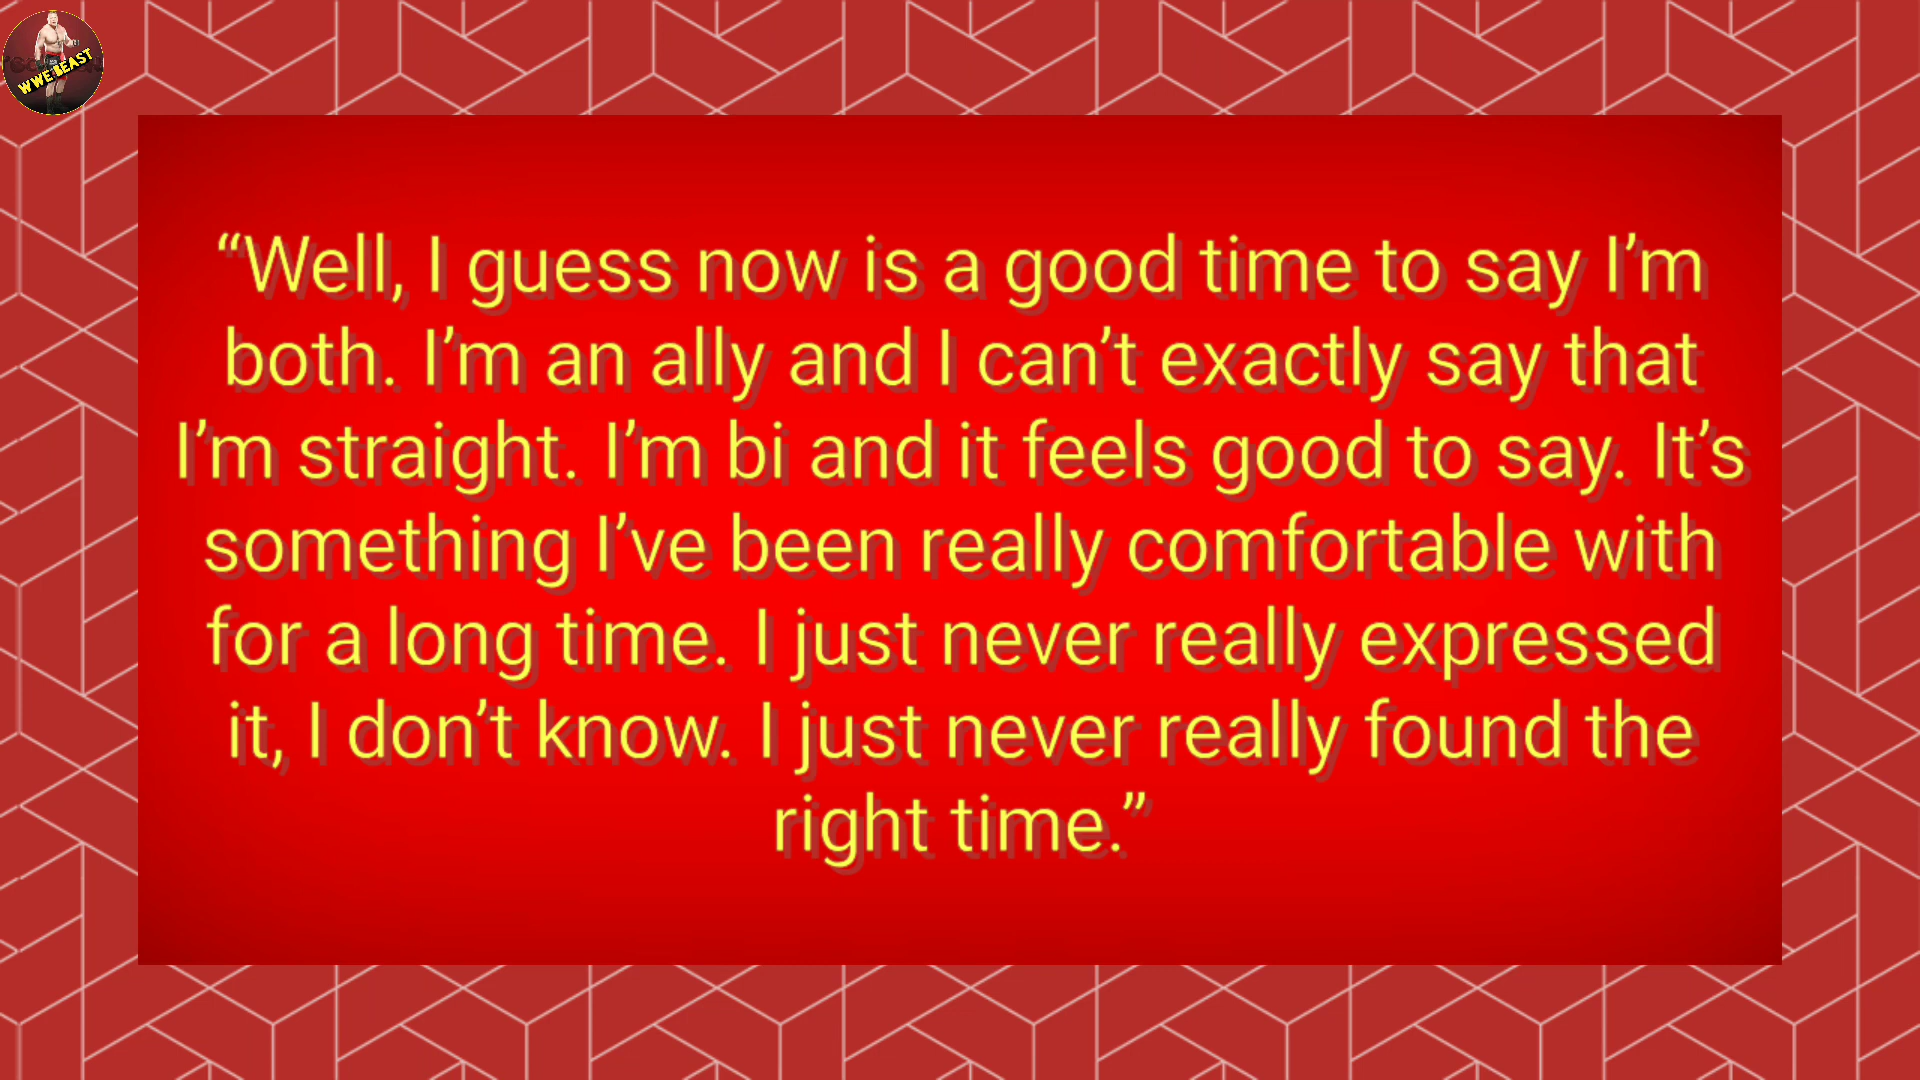 WWE BEAST
“Well, I guess now is a good time to say I’m
both. I’m an ally and I can’t exactly say that
I’m straight. I’m bi and it feels good to say. It’s
something I’ve been really comfortable with
for a long time. I just never really expressed
it, I don’t know. I just never really found the
right time.”